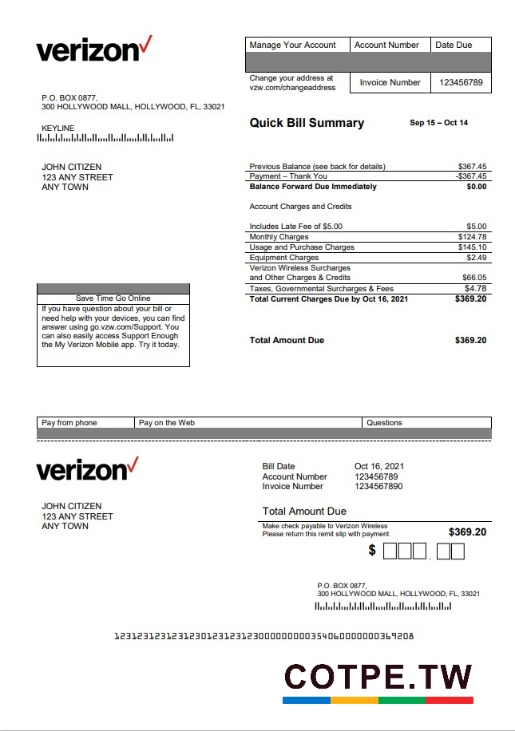 verizon✓
Manage Your Account Account Number Date Due
Change your address at
vzw.com/changeaddress
Invoice Number 123456789
P.O. BOX 0877,
300 HOLLYWOOD MALL, HOLLYWOOD, FL, 33021
KEYLINE
JOHN CITIZEN
123 ANY STREET
ANY TOWN
Quick Bill Summary Sep 15 – Oct 14
Previous Balance (see back for details) $367.45
Payment – Thank You -$367.45
Balance Forward Due Immediately $0.00
Account Charges and Credits
Includes Late Fee of $5.00 $5.00
Monthly Charges $124.78
Usage and Purchase Charges $145.10
Equipment Charges $2.49
Verizon Wireless Surcharges
and Other Charges & Credits $66.05
Taxes, Governmental Surcharges & Fees $4.78
Total Current Charges Due by Oct 16, 2021 $369.20
Total Amount Due $369.20
Save Time Go Online
If you have question about your bill or
need help with your devices, you can find
answer using go.vzw.com/Support. You
can also easily access Support Enough
the My Verizon Mobile app. Try it today.
Pay from phone Pay on the Web Questions
verizon✓
JOHN CITIZEN
123 ANY STREET
ANY TOWN
Bill Date Oct 16, 2021
Account Number 123456789
Invoice Number 1234567890
Total Amount Due
Make check payable to Verizon Wireless
Please return this remit slip with payment
$369.20
$ .
P.O. BOX 0877,
300 HOLLYWOOD MALL, HOLLYWOOD, FL, 33021
COTPE.TW